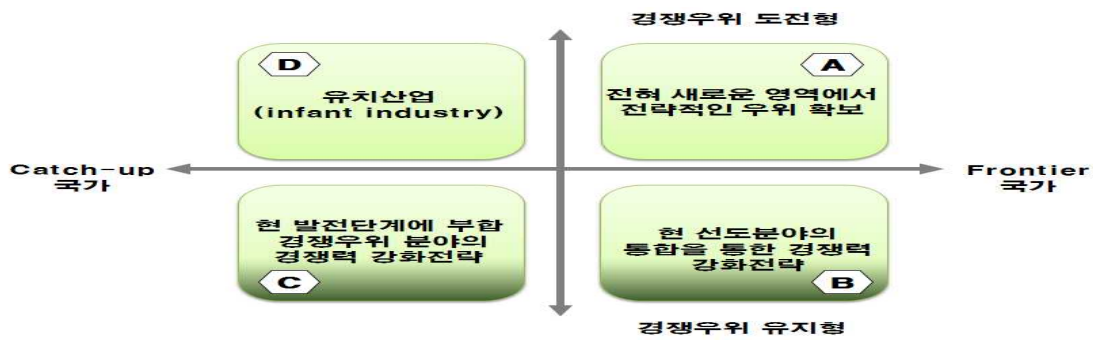 경쟁우위 도전형
D
유치산업
(infant industry)
A
전혀 새로운 영역에서
전략적인 우위 확보
Catch-up
국가
Frontier
국가
현 발전단계에 부합
경쟁우위 분야의
경쟁력 강화전략
C
현 선도분야의
통합을 통한 경쟁력
강화전략
B
경쟁우위 유지형